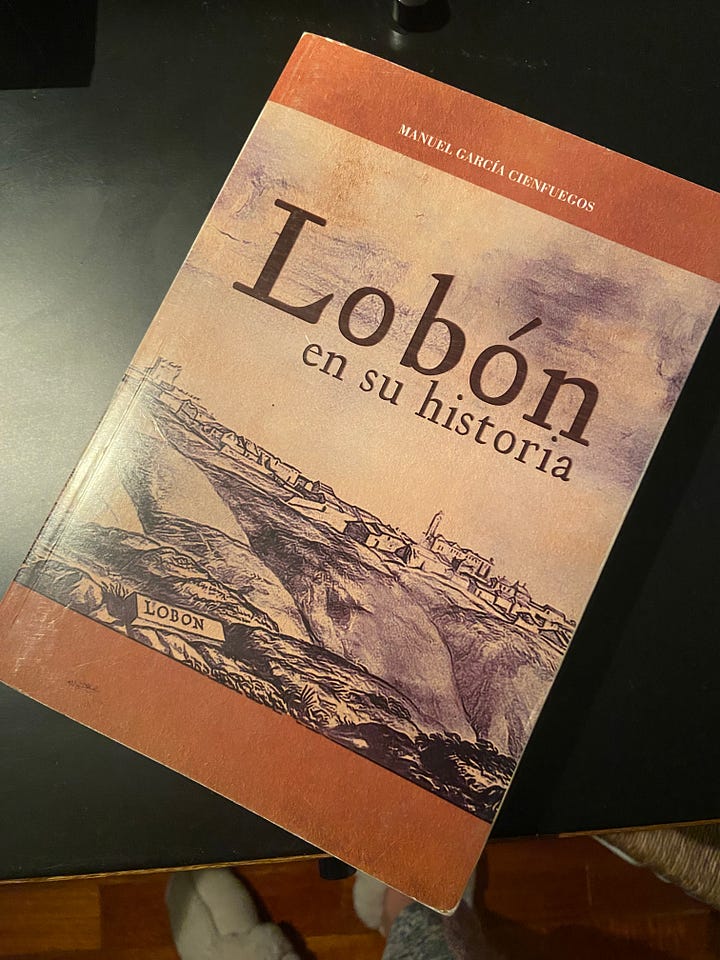 MANUEL GARCÍA CIENFUEGOS
Lobón
en su historia
LOBON